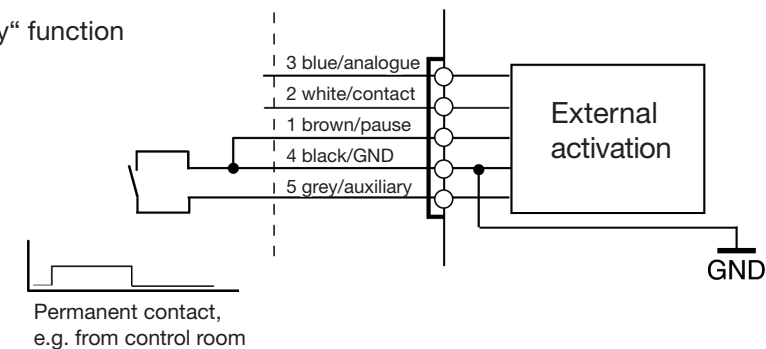 y“ function
3 blue/analogue
2 white/contact
1 brown/pause
4 black/GND
5 grey/auxiliary
External
activation
GND
Permanent contact,
e.g. from control room